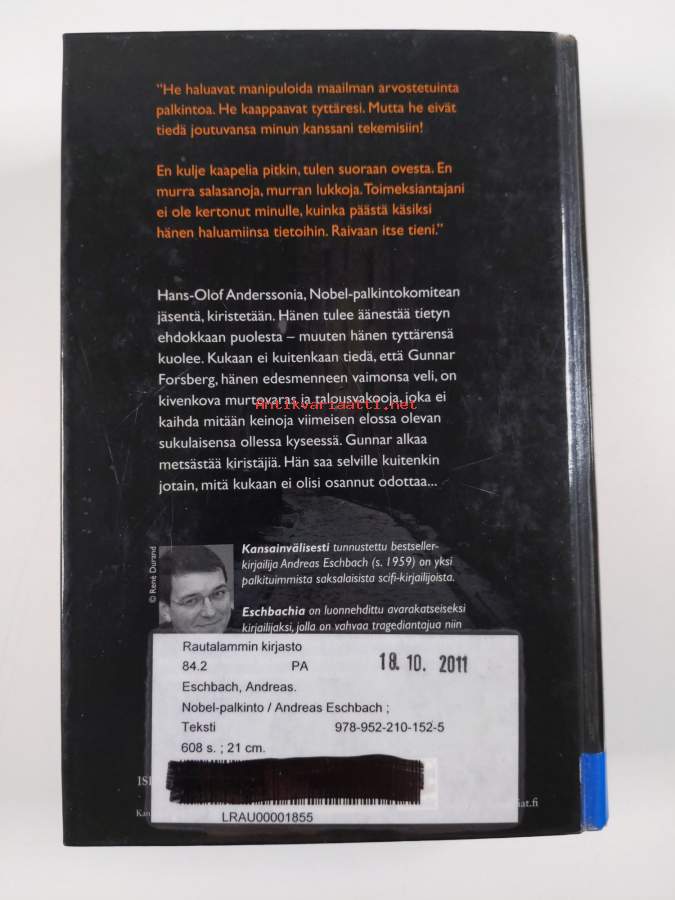 "He haluavat manipuloida maailman arvostetuinta
palkintoa. He kaappaavat tyttäresi. Mutta he eivät
tiedä joutuvansa minun kanssani tekemisiin!
En kulje kaapelia pitkin, tulen suoraan ovesta. En
murra salasanoja, murran lukkoja. Toimeksiantajani
ei ole kertonut minulle, kuinka päästä käsiksi
hänen haluamiinsa tietoihin. Raivaan itse tieni."
Hans-Olof Anderssonia, Nobel-palkintokomitean
jäsentä, kiristetään. Hänen tulee äänestää tietyn
ehdokkaan puolesta – muuten hänen tyttärensä
kuolee. Kukaan ei kuitenkaan tiedä, että Gunnar
Forsberg, hänen edesmenneen vaimonsa veli, on
kivenkova murtovaras ja talousvakooja, joka ei
Antikvariaatti.net
kaihda mitään keinoja viimeisen elossa olevan
sukulaisensa ollessa kyseessä. Gunnar alkaa
metsästää kiristäjiä. Hän saa selville kuitenkin
jotain, mitä kukaan ei olisi osannut odottaa...
© René Durand
Kansainvälisesti tunnustettu bestseller-
kirjailija Andreas Eschbach (s. 1959) on yksi
palkituimmista saksalaisista scifi-kirjailijoista.
Eschbachia on luonnehdittu avarakatseiseksi
kirjailijaksi, jolla on vahvaa tragediantajua niin
Rautalammin kirjasto
84.2 PA 18. 10. 2011
Eschbach, Andreas.
Nobel-palkinto / Andreas Eschbach ;
Teksti 978-952-210-152-5
608 s. ; 21 cm.
LRAU00001855